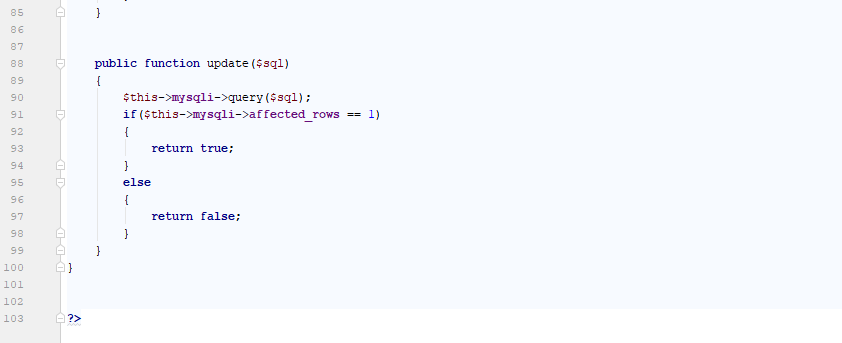 85 }
86
87
88 public function update($sql)
89 {
90 $this->mysqli->query($sql);
91 if($this->mysqli->affected_rows == 1)
92 {
93 return true;
94 }
95 else
96 {
97 return false;
98 }
99 }
100 }
101
102
103 ?>